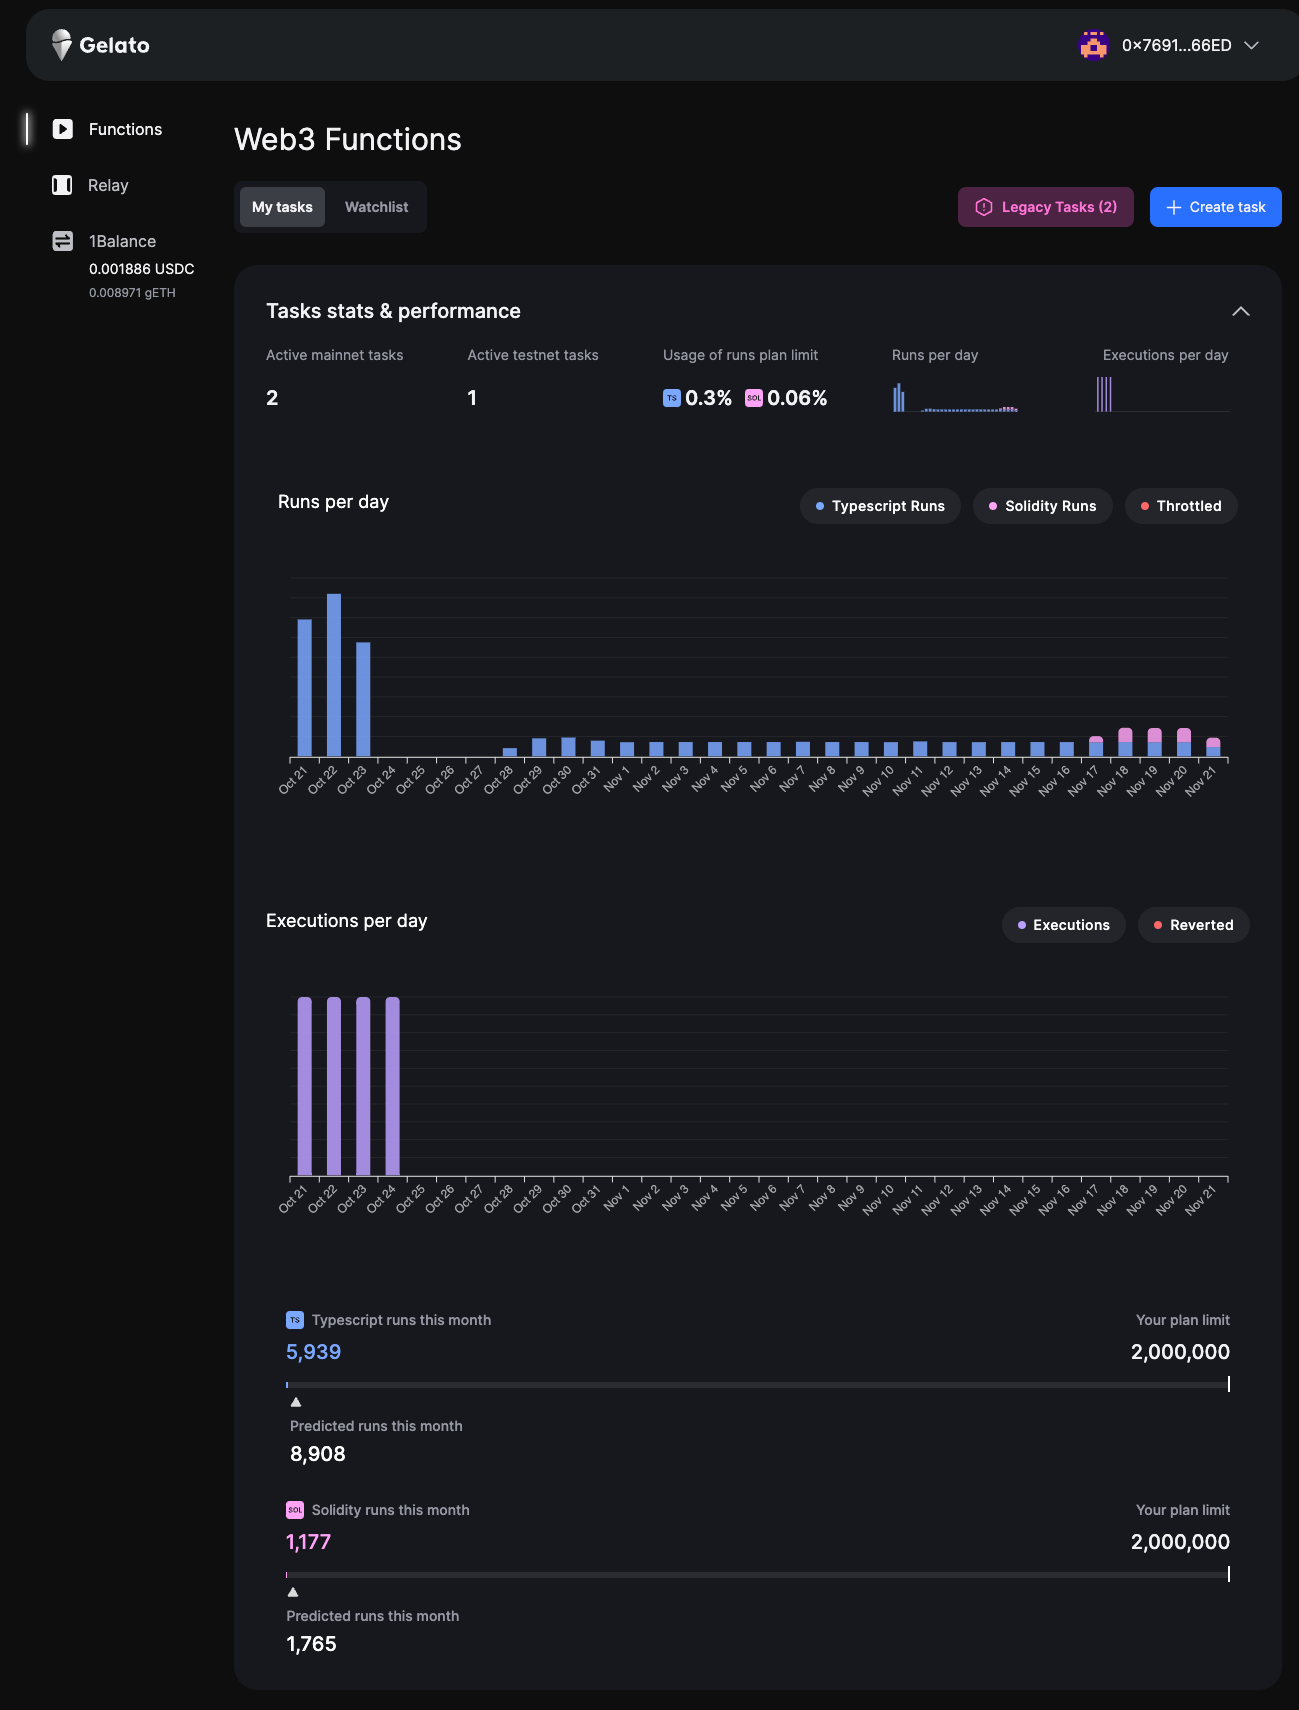 Gelato
0×7691...66ED
Functions
Relay
1Balance
0.001886 USDC
0.008971 gETH
Web3 Functions
My tasks Watchlist
Legacy Tasks (2)
Create task
Tasks stats & performance
Active mainnet tasks
2
Active testnet tasks
1
Usage of runs plan limit
TS 0.3% SOL 0.06%
Runs per day
Executions per day
Runs per day
Typescript Runs Solidity Runs Throttled
Oct 21 Oct 22 Oct 23 Oct 24 Oct 25 Oct 26 Oct 27 Oct 28 Oct 29 Oct 30 Oct 31 Nov 1 Nov 2 Nov 3 Nov 4 Nov 5 Nov 6 Nov 7 Nov 8 Nov 9 Nov 10 Nov 11 Nov 12 Nov 13 Nov 14 Nov 15 Nov 16 Nov 17 Nov 18 Nov 19 Nov 20 Nov 21
Executions per day
Executions Reverted
Oct 21 Oct 22 Oct 23 Oct 24 Oct 25 Oct 26 Oct 27 Oct 28 Oct 29 Oct 30 Oct 31 Nov 1 Nov 2 Nov 3 Nov 4 Nov 5 Nov 6 Nov 7 Nov 8 Nov 9 Nov 10 Nov 11 Nov 12 Nov 13 Nov 14 Nov 15 Nov 16 Nov 17 Nov 18 Nov 19 Nov 20 Nov 21
TS Typescript runs this month
5,939
Your plan limit
2,000,000
Predicted runs this month
8,908
SOL Solidity runs this month
1,177
Your plan limit
2,000,000
Predicted runs this month
1,765